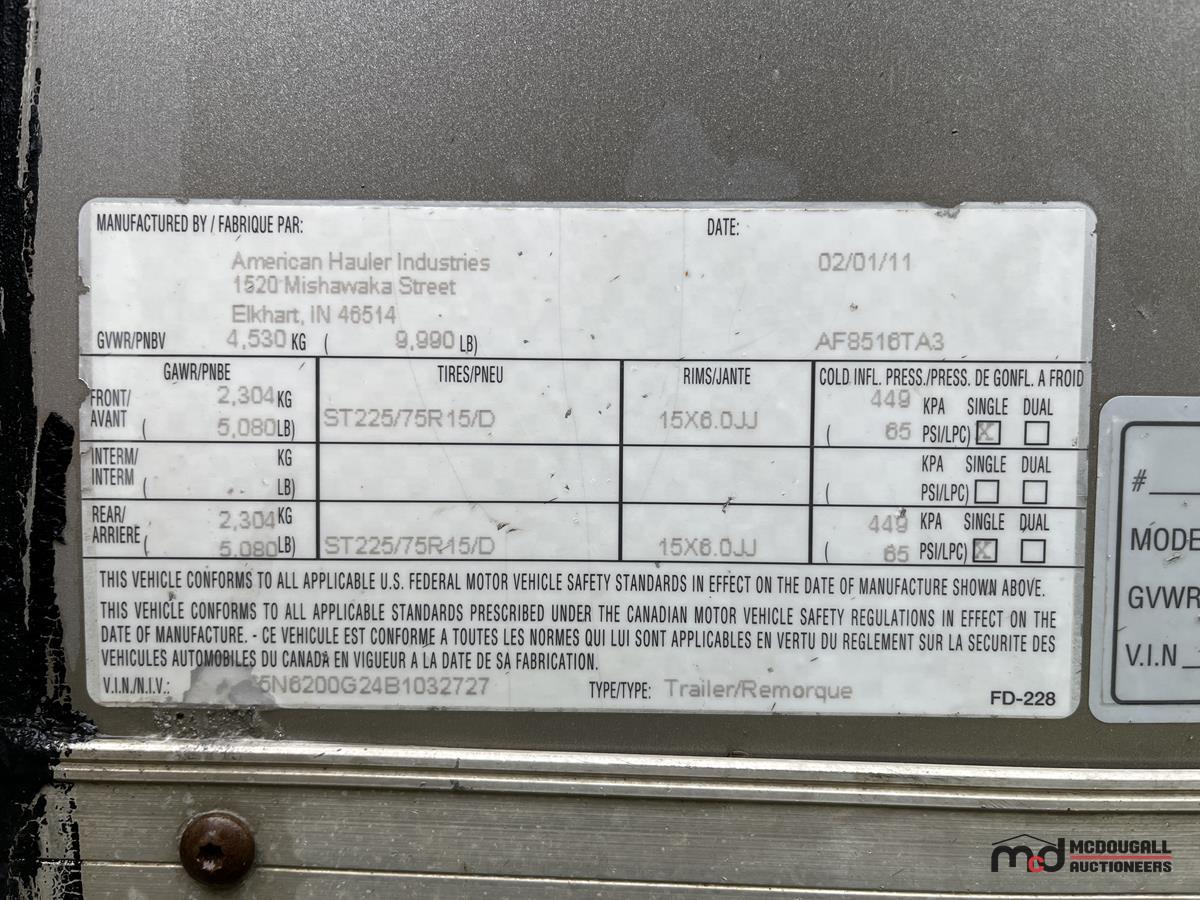 MANUFACTURED BY / FABRIQUE PAR: DATE:
American Hauler Industries 02/01/11
1520 Mishawaka Street
Elkhart, IN 46514
GVWR/PNBV 4,530 KG ( 9,990 LB) AF8516TA3
GAWR/PNBE TIRES/PNEU RIMS/JANTE COLD INFL. PRESS./PRESS. DE GONFL. A FROID
FRONT/ 2,304 KG 449 KPA SINGLE DUAL
AVANT ( 5,080 LB) ST225/75R15/D 15X6.0JJ ( 65 PSI/LPC) X
INTERM/ KG KPA SINGLE DUAL
INTERM ( LB) ( PSI/LPC)
REAR/ 2,304 KG 449 KPA SINGLE DUAL
ARRIERE ( 5,080 LB) ST225/75R15/D 15X6.0JJ ( 65 PSI/LPC) X
THIS VEHICLE CONFORMS TO ALL APPLICABLE U.S. FEDERAL MOTOR VEHICLE SAFETY STANDARDS IN EFFECT ON THE DATE OF MANUFACTURE SHOWN ABOVE.
THIS VEHICLE CONFORMS TO ALL APPLICABLE STANDARDS PRESCRIBED UNDER THE CANADIAN MOTOR VEHICLE SAFETY REGULATIONS IN EFFECT ON THE
DATE OF MANUFACTURE. - CE VEHICULE EST CONFORME A TOUTES LES NORMES QUI LUI SONT APPLICABLES EN VERTU DU REGLEMENT SUR LA SECURITE DES
VEHICULES AUTOMOBILES DU CANADA EN VIGUEUR A LA DATE DE SA FABRICATION.
V.I.N./N.I.V.: 5N6200G24B1032727 TYPE/TYPE: Trailer/Remorque FD-228
#
MODE
GVWR
V.I.N
mcd MCDOUGALL
AUCTIONEERS